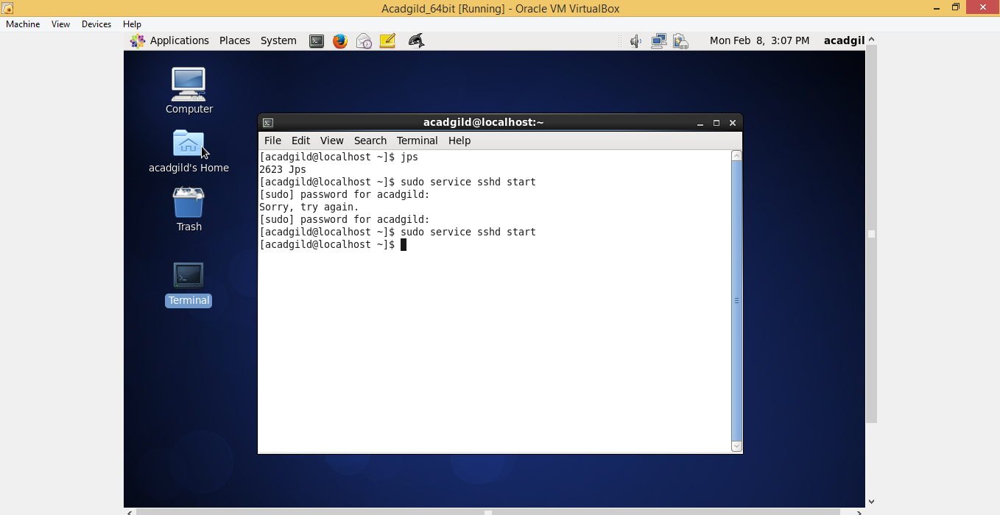 Acadgild_64bit [Running] - Oracle VM VirtualBox
Machine View Devices Help
Applications Places System Mon Feb 8, 3:07 PM acadgil
Computer
acadgild's Home
Trash
Terminal
acadgild@localhost:~
File Edit View Search Terminal Help
[acadgild@localhost ~]$ jps
2623 Jps
[acadgild@localhost ~]$ sudo service sshd start
[sudo] password for acadgild:
Sorry, try again.
[sudo] password for acadgild:
[acadgild@localhost ~]$ sudo service sshd start
[acadgild@localhost ~]$